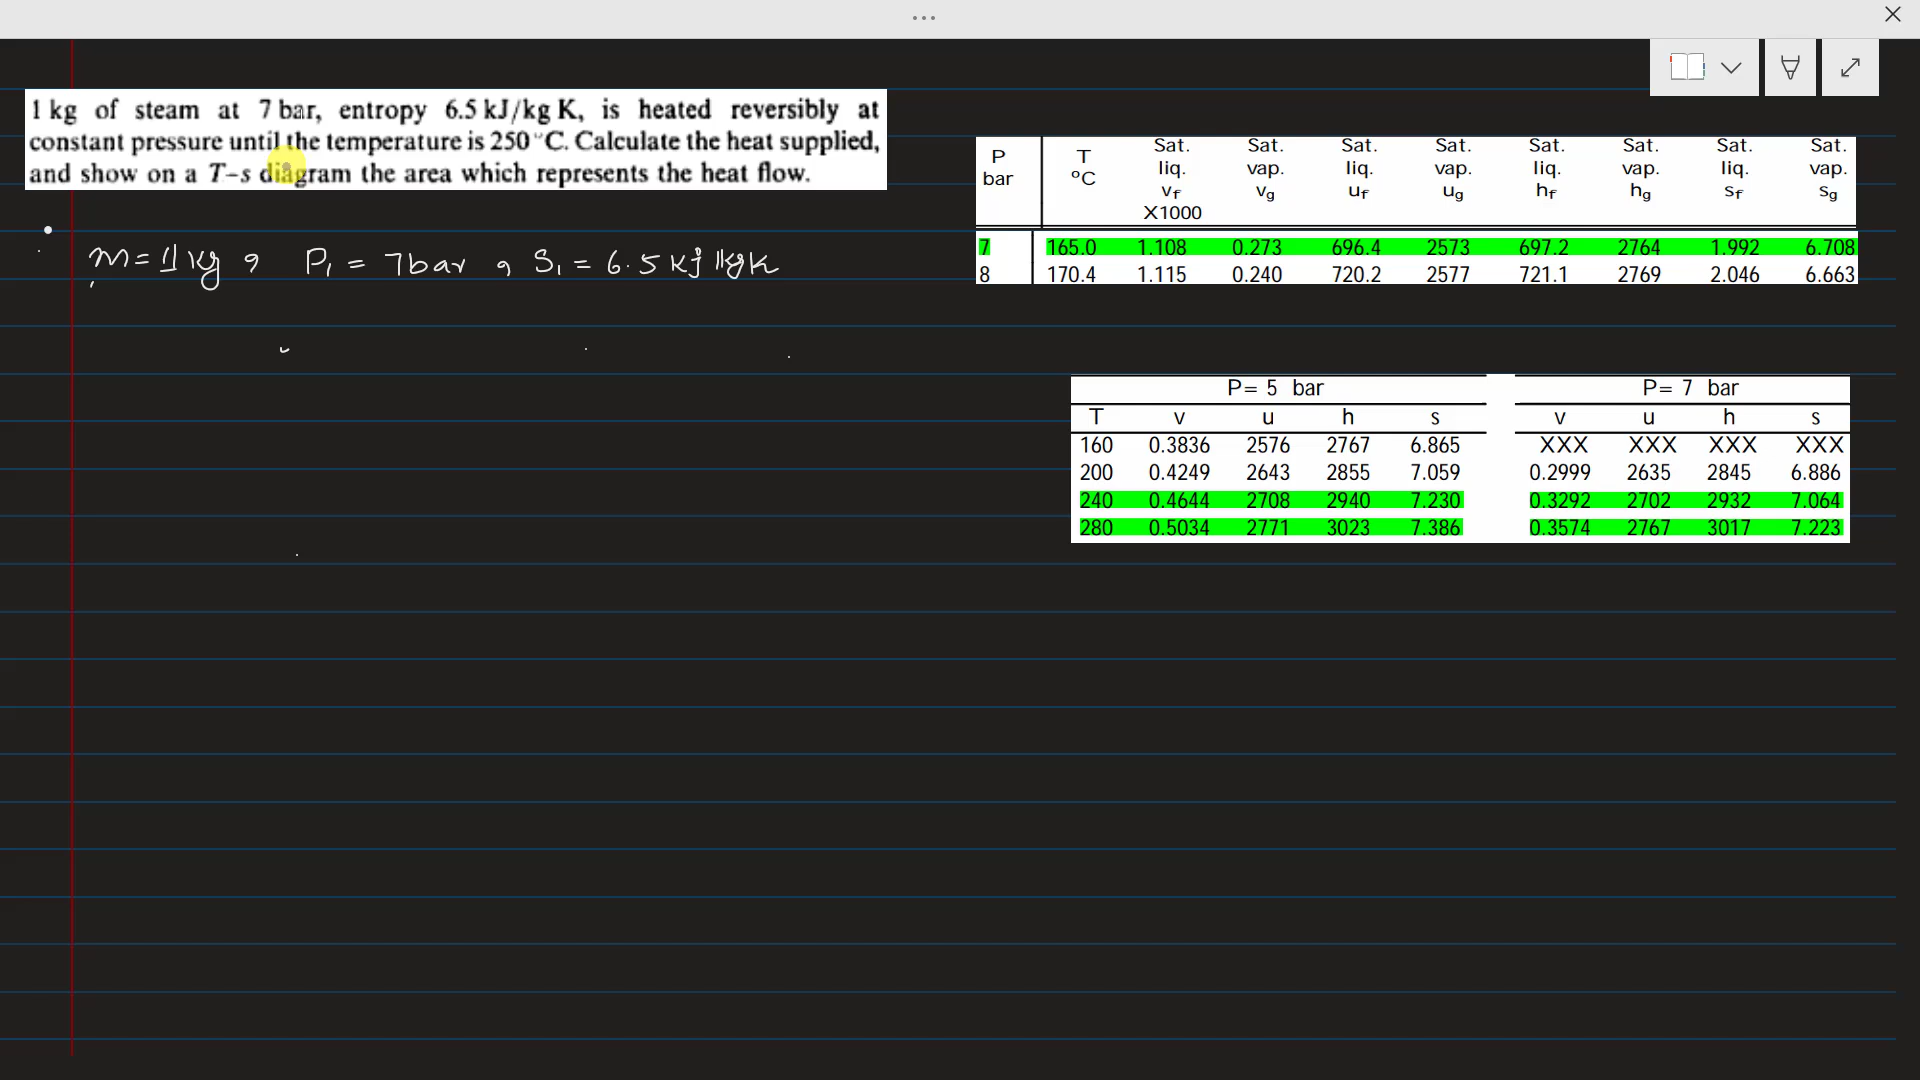 1 kg of steam at 7 bar, entropy 6.5 kJ/kg K, is heated reversibly at
constant pressure until the temperature is 250 °C. Calculate the heat supplied,
and show on a T–s diagram the area which represents the heat flow.
m = 1 kg , P₁ = 7 bar , S₁ = 6.5 kj/kgk
P bar T °C Sat. liq. vf X1000 Sat. vap. vg Sat. liq. uf Sat. vap. ug Sat. liq. hf Sat. vap. hg Sat. liq. sf Sat. vap. sg
7 165.0 1.108 0.273 696.4 2573 697.2 2764 1.992 6.708
8 170.4 1.115 0.240 720.2 2577 721.1 2769 2.046 6.663
P= 5 bar P= 7 bar
T v u h s v u h s
160 0.3836 2576 2767 6.865 XXX XXX XXX XXX
200 0.4249 2643 2855 7.059 0.2999 2635 2845 6.886
240 0.4644 2708 2940 7.230 0.3292 2702 2932 7.064
280 0.5034 2771 3023 7.386 0.3574 2767 3017 7.223